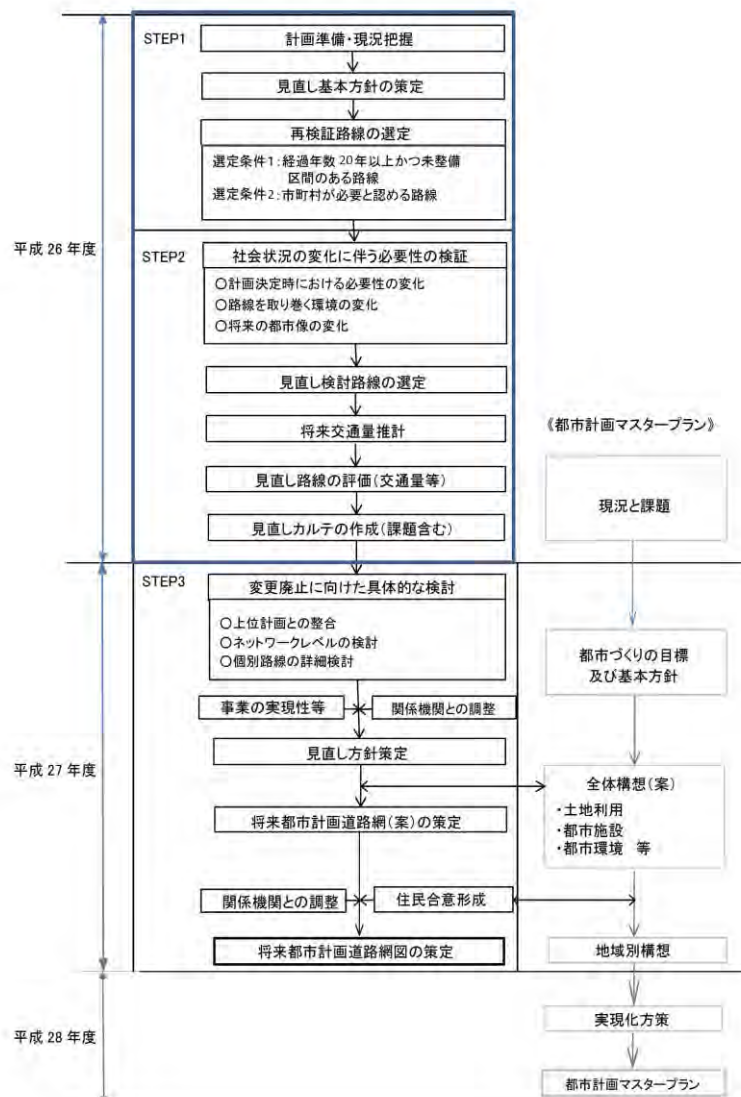 平成 26 年度
STEP1
計画準備・現況把握
見直し基本方針の策定
再検証路線の選定
選定条件1：経過年数 20年以上かつ未整備
区間のある路線
選定条件2：市町村が必要と認める路線
STEP2
社会状況の変化に伴う必要性の検証
○計画決定時における必要性の変化
○路線を取り巻く環境の変化
○将来の都市像の変化
見直し検討路線の選定
将来交通量推計
見直し路線の評価（交通量等）
見直しカルテの作成（課題含む）
平成 27 年度
STEP3
変更廃止に向けた具体的な検討
○上位計画との整合
○ネットワークレベルの検討
○個別路線の詳細検討
事業の実現性等
関係機関との調整
見直し方針策定
将来都市計画道路網（案）の策定
関係機関との調整
住民合意形成
将来都市計画道路網図の策定
《都市計画マスタープラン》
現況と課題
都市づくりの目標
及び基本方針
全体構想（案）
・土地利用
・都市施設
・都市環境　等
地域別構想
平成 28 年度
実現化方策
都市計画マスタープラン